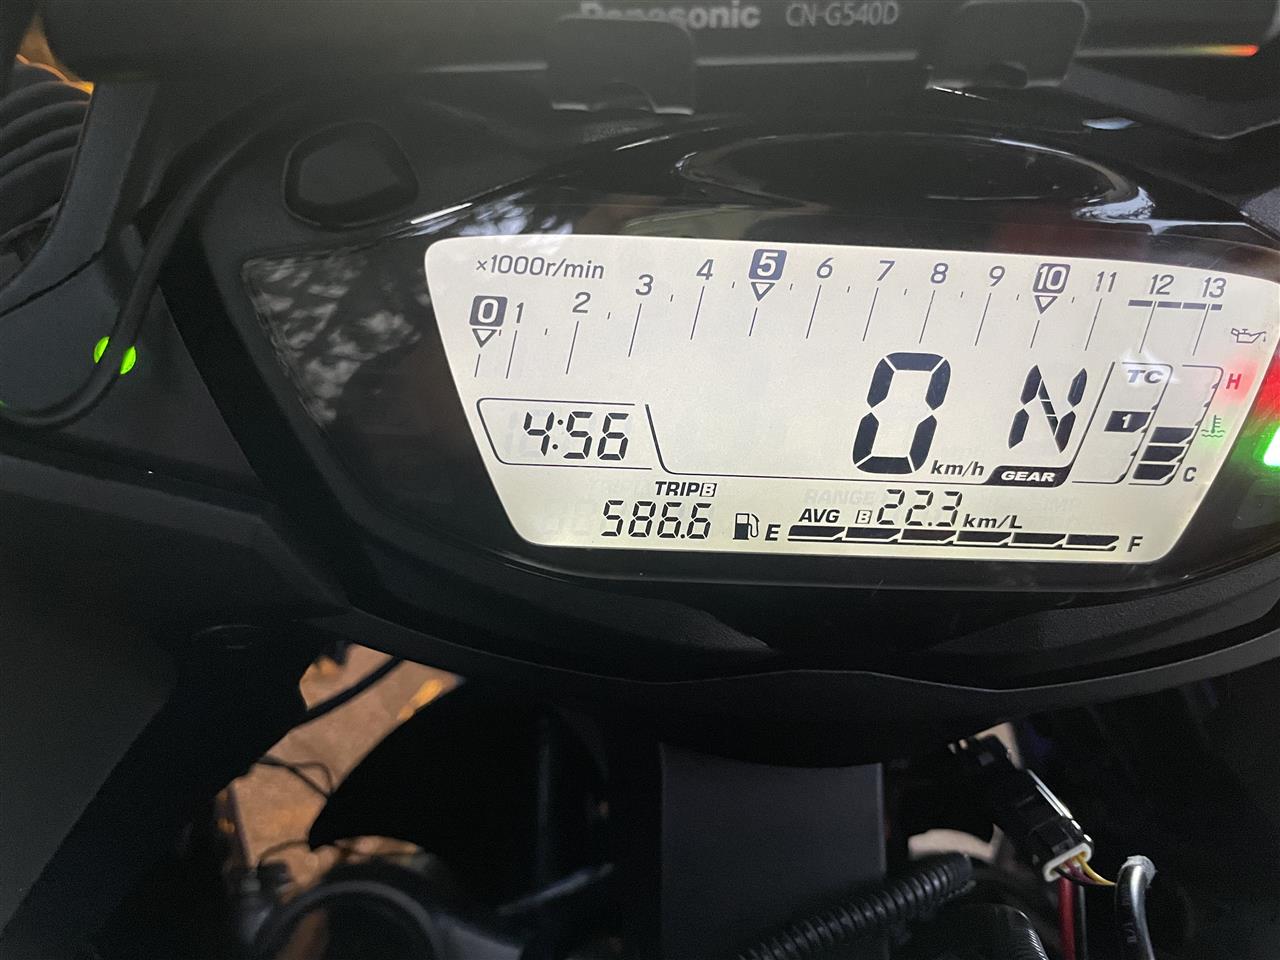 Panasonic CN-G540D
×1000r/min
0 1 2 3 4 5 6 7 8 9 10 11 12 13
4:56
0 km/h
N
GEAR
TC
1
H
C
TRIP B
586.6
E
AVG B 22.3 km/L
F